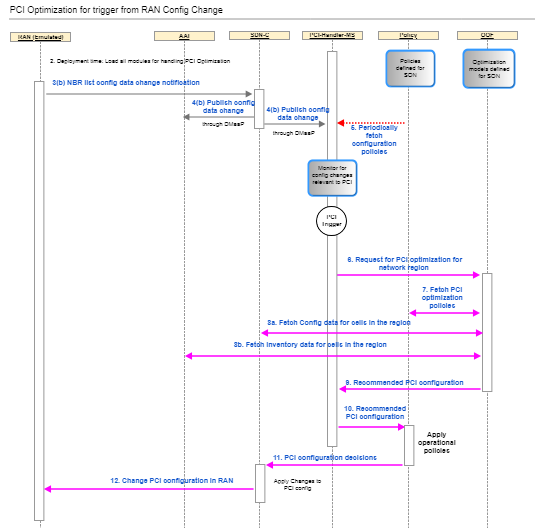 PCI Optimization for trigger from RAN Config Change
RAN (Emulated)
AAI
SDN-C
PCI-Handler-MS
Policy
OOF
2. Deployment time: Load all modules for handling PCI Optimization
Policies
defined for
SON
Optimization
models defined
for SON
3(b) NBR list config data change notification
4(b) Publish config
data change
through DMaaP
4(b) Publish config
data change
through DMaaP
5. Periodically
fetch
configuration
policies
Monitor for
config changes
relevant to PCI
PCI
Trigger
6. Request for PCI optimization for
network region
7. Fetch PCI
optimization
policies
8a. Fetch Config data for cells in the region
8b. Fetch inventory data for cells in the region
9. Recommended PCI configuration
10. Recommended
PCI configuration
Apply
operational
policies
11. PCI configuration decisions
12. Change PCI configuration in RAN
Apply Changes to
PCI config